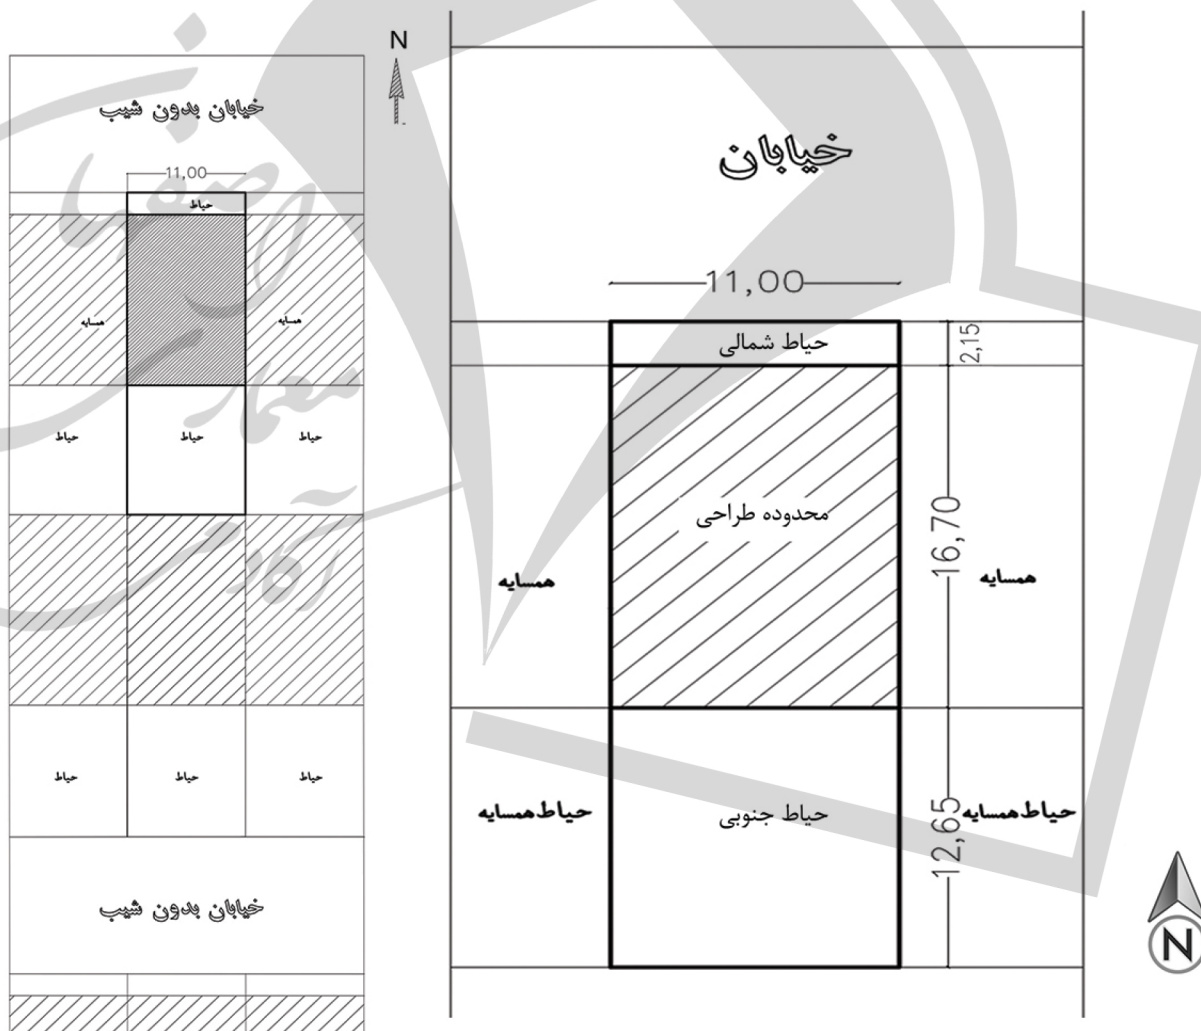 خیابان بدون شیب
11,00
حیاط
همسایه
همسایه
حیاط
حیاط
حیاط
حیاط
حیاط
حیاط
خیابان بدون شیب
N
خیابان
11,00
حیاط شمالی
2,15
محدوده طراحی
16,70
همسایه
همسایه
حیاط همسایه
حیاط جنوبی
12,65
حیاط همسایه
N